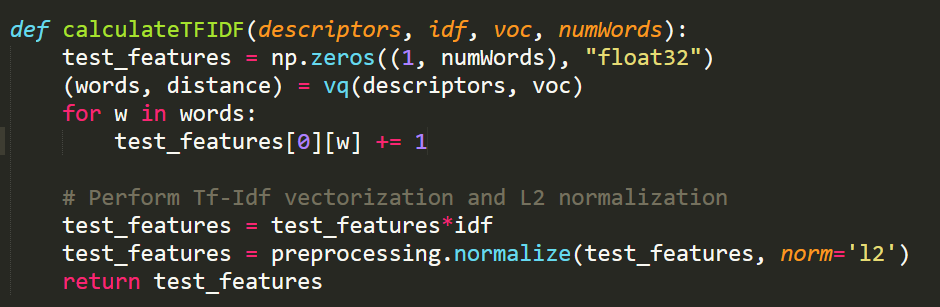 def calculateTFIDF(descriptors, idf, voc, numWords):
    test_features = np.zeros((1, numWords), "float32")
    (words, distance) = vq(descriptors, voc)
    for w in words:
        test_features[0][w] += 1
    # Perform Tf-Idf vectorization and L2 normalization
    test_features = test_features*idf
    test_features = preprocessing.normalize(test_features, norm='l2')
    return test_features